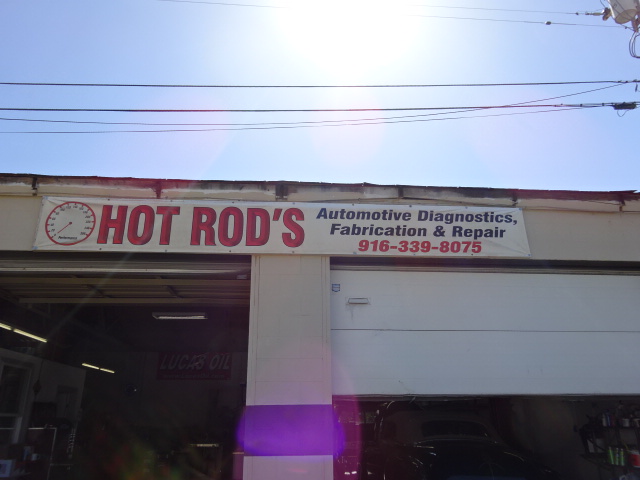 HOT ROD'S
Automotive Diagnostics,
Fabrication & Repair
916-339-8075
LUCAS OIL